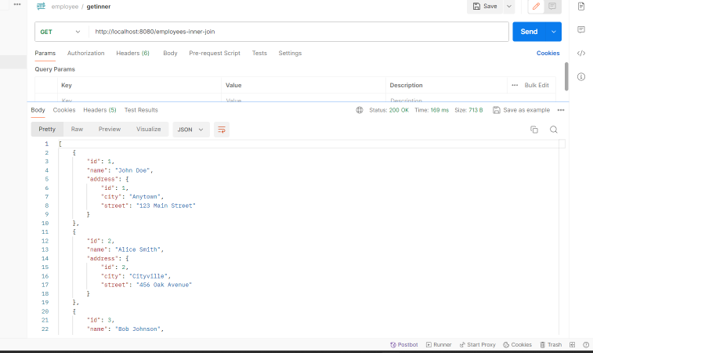 employee / getinner
Save
GET
http://localhost:8080/employees-inner-join
Send
Params Authorization Headers (6) Body Pre-request Script Tests Settings Cookies
Query Params
Key Value Description Bulk Edit
Key Value Description
Body Cookies Headers (5) Test Results Status: 200 OK Time: 169 ms Size: 713 B Save as example
Pretty Raw Preview Visualize JSON
1 [
2 {
3 "id": 1,
4 "name": "John Doe",
5 "address": {
6 "id": 1,
7 "city": "Anytown",
8 "street": "123 Main Street"
9 }
10 },
11 {
12 "id": 2,
13 "name": "Alice Smith",
14 "address": {
15 "id": 2,
16 "city": "Cityville",
17 "street": "456 Oak Avenue"
18 }
19 },
20 {
21 "id": 3,
22 "name": "Bob Johnson",
Postbot Runner Start Proxy Cookies Trash